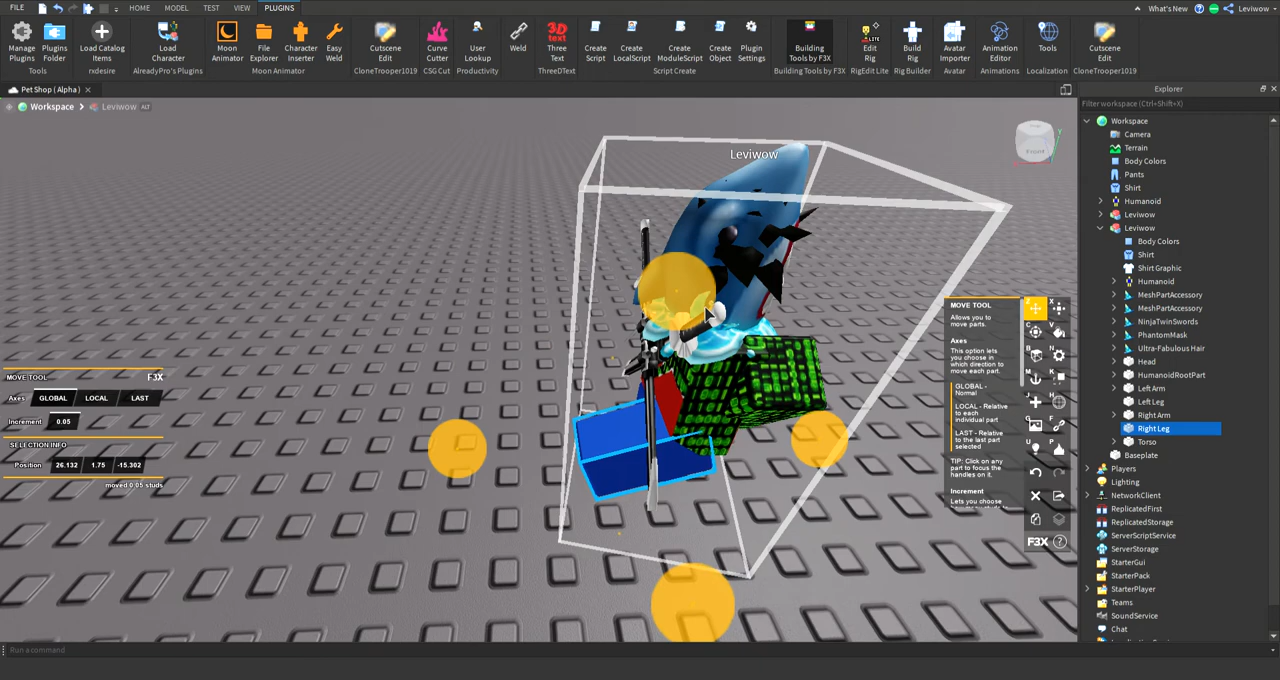 FILE HOME MODEL TEST VIEW PLUGINS What's New Leviwow
Manage Plugins
Plugins Folder
Tools
Load Catalog Items
rxdesire
Load Character
AlreadyPro's Plugins
Moon Animator
File Explorer
Character Inserter
Easy Weld
Moon Animator
Cutscene Edit
CloneTrooper1019
Curve Cutter
CSG Cut
User Lookup
Productivity
Weld
Three Text
ThreeDText
Create Script
Create LocalScript
Create ModuleScript
Create Object
Plugin Settings
Script Create
Building Tools by F3X
Building Tools by F3X
Edit Rig
RigEdit Lite
Build Rig
Rig Builder
Avatar Importer
Avatar
Animation Editor
Animations
Tools
Localization
Cutscene Edit
CloneTrooper1019
Pet Shop ( Alpha )
Workspace Leviwow ALT
Leviwow
MOVE TOOL F3X
Axes GLOBAL LOCAL LAST
Increment 0.05
SELECTION INFO
Position 26.132 1.75 -15.302
moved 0.05 studs
MOVE TOOL
Allows you to move parts.
Axes
This option lets you choose in which direction to move each part.
GLOBAL - Normal
LOCAL - Relative to each individual part
LAST - Relative to the last part selected
TIP: Click on any part to focus the handles on it.
Increment
Lets you choose
F3X
Explorer
Filter workspace (Ctrl+Shift+X)
Workspace
Camera
Terrain
Body Colors
Pants
Shirt
Humanoid
Leviwow
Leviwow
Body Colors
Shirt
Shirt Graphic
Humanoid
MeshPartAccessory
MeshPartAccessory
NinjaTwinSwords
PhantomMask
Ultra-Fabulous Hair
Head
HumanoidRootPart
Left Arm
Left Leg
Right Arm
Right Leg
Torso
Baseplate
Players
Lighting
NetworkClient
ReplicatedFirst
ReplicatedStorage
ServerScriptService
ServerStorage
StarterGui
StarterPack
StarterPlayer
Teams
SoundService
Chat
Run a command